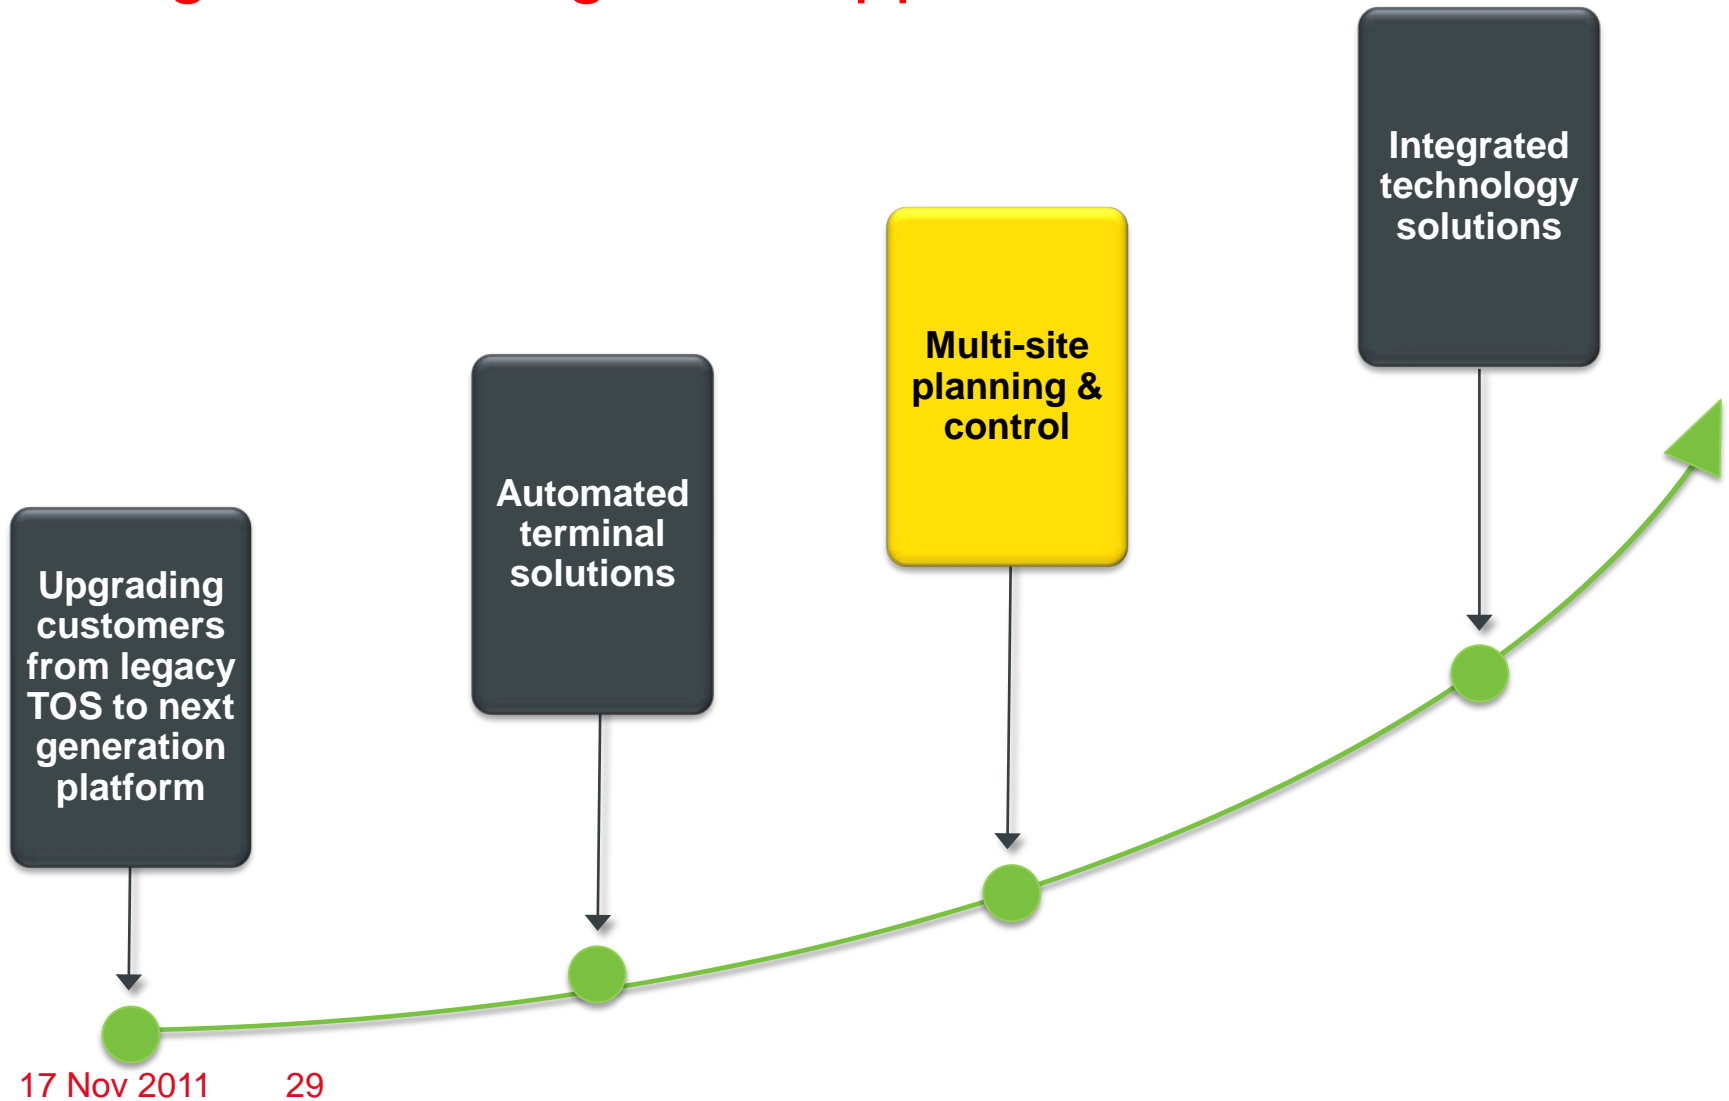 Upgrading
customers
from legacy
TOS to next
generation
platform
Automated
terminal
solutions
Multi-site
planning &
control
Integrated
technology
solutions
17 Nov 2011 29